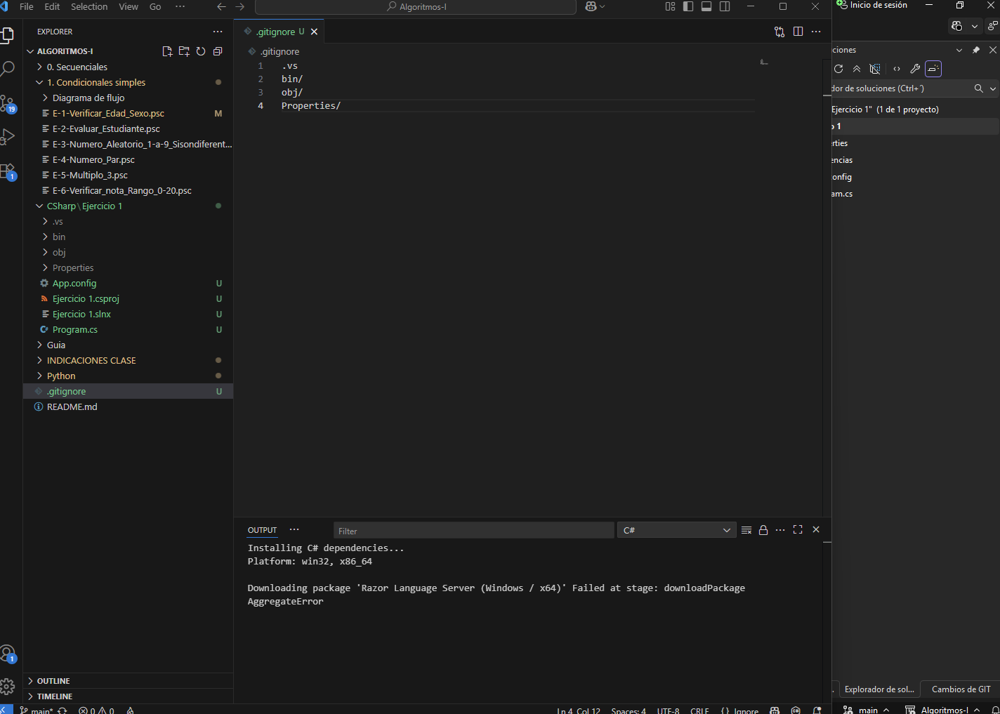 File Edit Selection View Go ··· Algoritmos-I
EXPLORER
ALGORITMOS-I
0. Secuenciales
1. Condicionales simples
Diagrama de flujo
E-1-Verificar_Edad_Sexo.psc M
E-2-Evaluar_Estudiante.psc
E-3-Numero_Aleatorio_1-a-9_Sisondiferent...
E-4-Numero_Par.psc
E-5-Multiplo_3.psc
E-6-Verificar_nota_Rango_0-20.psc
CSharp\Ejercicio 1
.vs
bin
obj
Properties
App.config U
Ejercicio 1.csproj U
Ejercicio 1.slnx U
Program.cs U
Guia
INDICACIONES CLASE
Python
.gitignore U
README.md
OUTLINE
TIMELINE
19
1
1
.gitignore U
.gitignore
1 .vs
2 bin/
3 obj/
4 Properties/
OUTPUT ··· Filter C#
Installing C# dependencies...
Platform: win32, x86_64
Downloading package 'Razor Language Server (Windows / x64)' Failed at stage: downloadPackage
AggregateError
main* 0 0 Ln 4, Col 12 Spaces: 4 UTF-8 CRLF {} Ignore
Inicio de sesión
ciones
dor de soluciones (Ctrl+´)
Ejercicio 1" (1 de 1 proyecto)
o 1
erties
encias
onfig
am.cs
Explorador de sol... Cambios de GIT
main Algoritmos-I